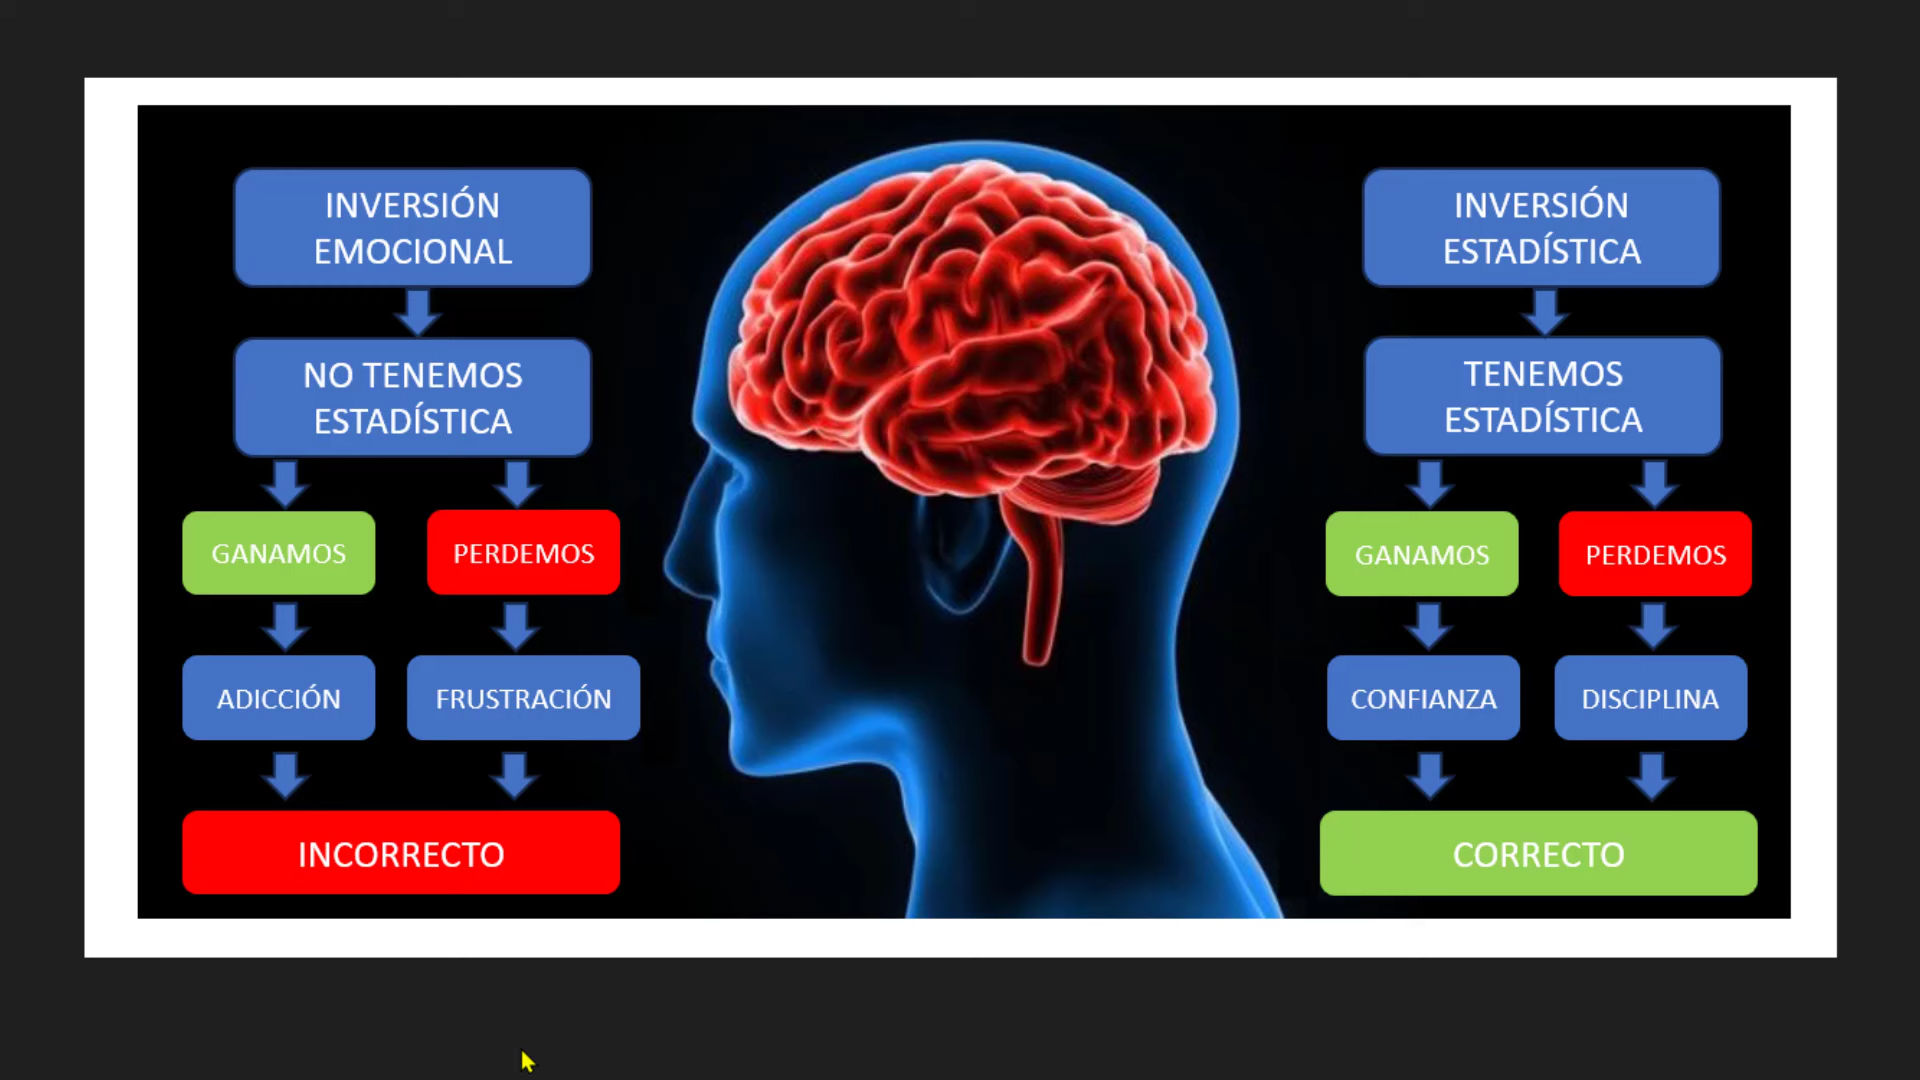 INVERSIÓN
EMOCIONAL
NO TENEMOS
ESTADÍSTICA
GANAMOS
PERDEMOS
ADICCIÓN
FRUSTRACIÓN
INCORRECTO
INVERSIÓN
ESTADÍSTICA
TENEMOS
ESTADÍSTICA
GANAMOS
PERDEMOS
CONFIANZA
DISCIPLINA
CORRECTO